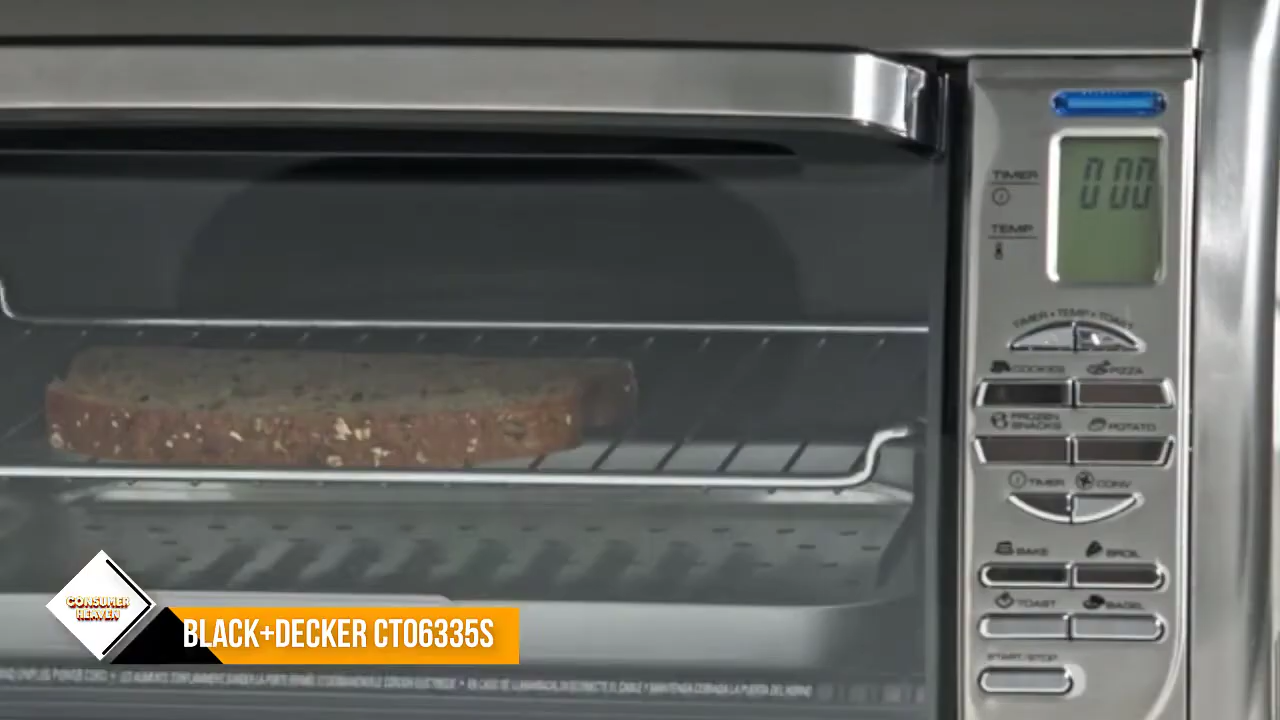 0:00
TIMER
TEMP
TIMER • TEMP • TOAST
COOKIES PIZZA
FROZEN
SNACKS POTATO
TIMER CONV
BAKE BROIL
TOAST BAGEL
START/STOP
CONSUMER
HEAVEN
BLACK+DECKER CTO6335S